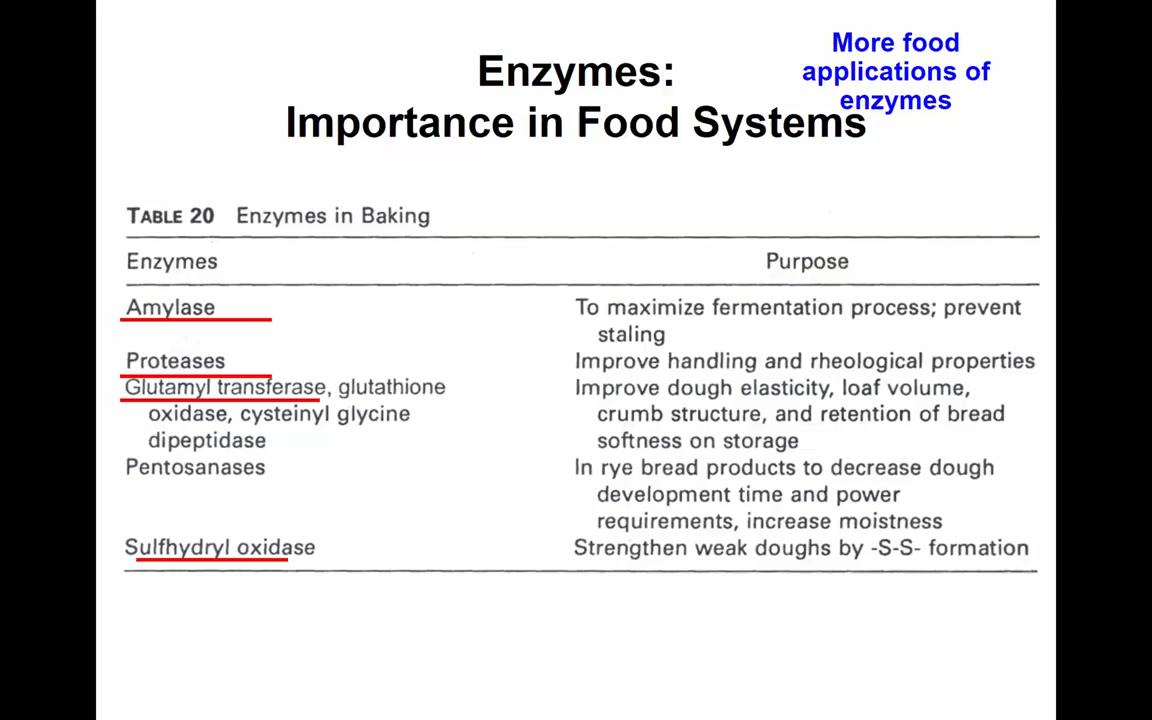 More food
applications of
enzymes
Enzymes:
Importance in Food Systems
TABLE 20 Enzymes in Baking
Enzymes Purpose
Amylase To maximize fermentation process; prevent
staling
Proteases Improve handling and rheological properties
Glutamyl transferase, glutathione Improve dough elasticity, loaf volume,
oxidase, cysteinyl glycine crumb structure, and retention of bread
dipeptidase softness on storage
Pentosanases In rye bread products to decrease dough
development time and power
requirements, increase moistness
Sulfhydryl oxidase Strengthen weak doughs by -S-S- formation